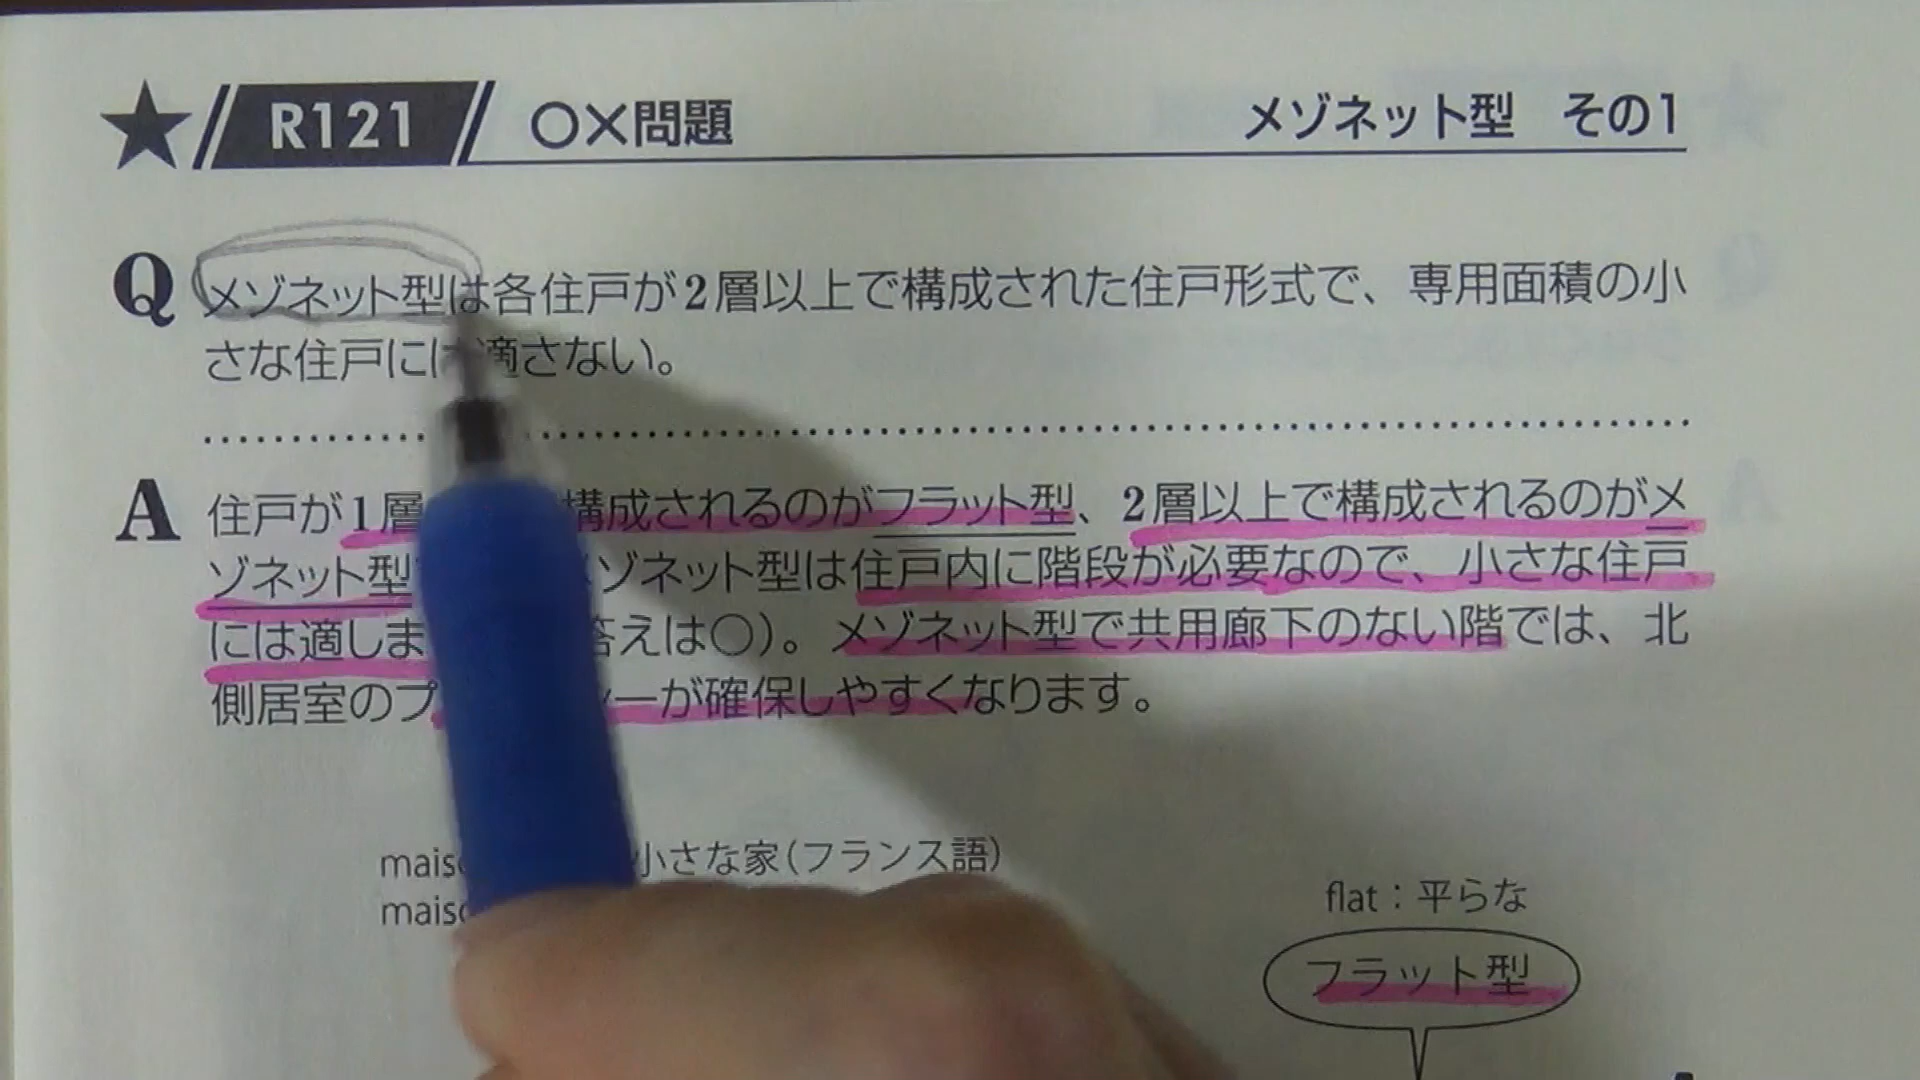 ★ R121 ○×問題 メゾネット型 その1
Q メゾネット型は各住戸が2層以上で構成された住戸形式で、専用面積の小
さな住戸には適さない。
A 住戸が1層 構成されるのがフラット型、2層以上で構成されるのがメ
ゾネット型 メゾネット型は住戸内に階段が必要なので、小さな住戸
には適しま 答えは○）。メゾネット型で共用廊下のない階では、北
側居室のプ ーが確保しやすくなります。
小さな家（フランス語）
flat：平らな
フラット型